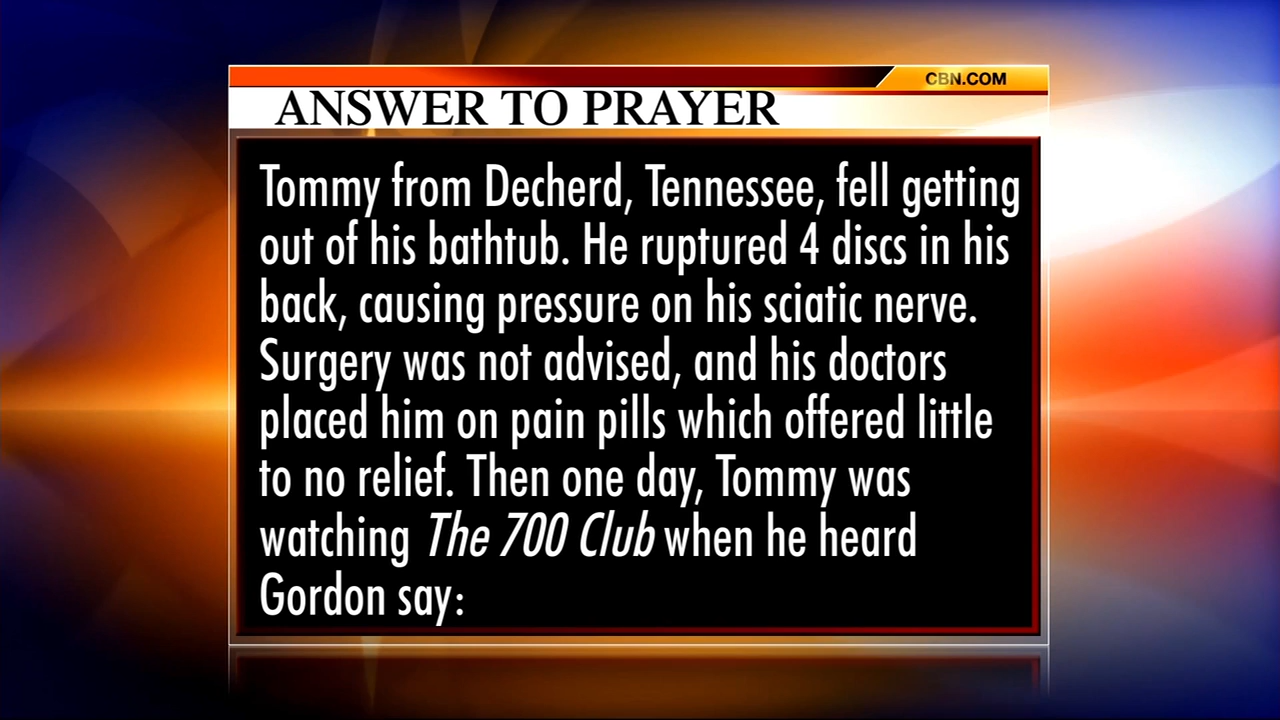 CBN.COM
ANSWER TO PRAYER
Tommy from Decherd, Tennessee, fell getting
out of his bathtub. He ruptured 4 discs in his
back, causing pressure on his sciatic nerve.
Surgery was not advised, and his doctors
placed him on pain pills which offered little
to no relief. Then one day, Tommy was
watching The 700 Club when he heard
Gordon say: